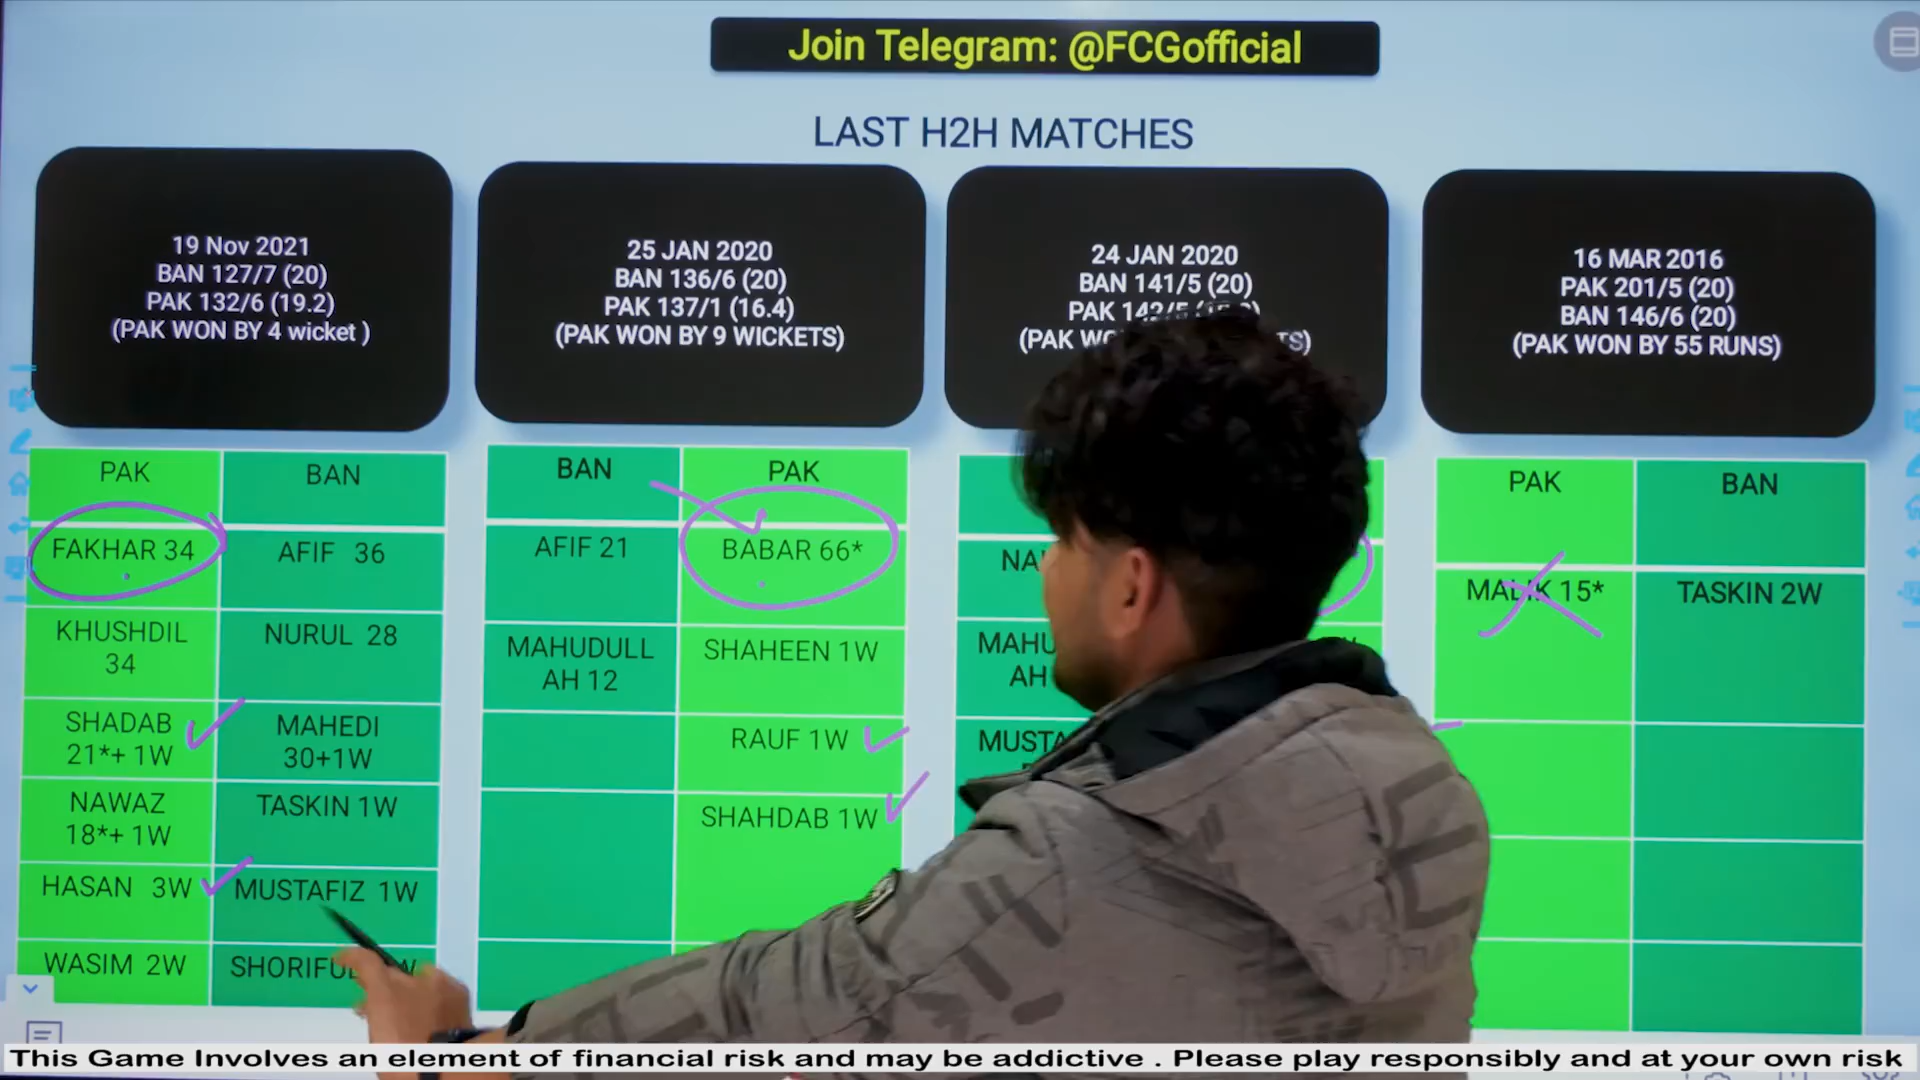 Join Telegram: @FCGofficial
LAST H2H MATCHES
19 Nov 2021
BAN 127/7 (20)
PAK 132/6 (19.2)
(PAK WON BY 4 wicket )
25 JAN 2020
BAN 136/6 (20)
PAK 137/1 (16.4)
(PAK WON BY 9 WICKETS)
24 JAN 2020
BAN 141/5 (20)
PAK
(PAK
16 MAR 2016
PAK 201/5 (20)
BAN 146/6 (20)
(PAK WON BY 55 RUNS)
PAK BAN
FAKHAR 34 AFIF 36
KHUSHDIL
34
NURUL 28
SHADAB
21*+ 1W
MAHEDI
30+1W
NAWAZ
18*+ 1W
TASKIN 1W
HASAN 3W MUSTAFIZ 1W
WASIM 2W
BAN PAK
AFIF 21 BABAR 66*
MAHUDULL
AH 12
SHAHEEN 1W
RAUF 1W
SHAHDAB 1W
PAK BAN
MALIK 15* TASKIN 2W
This Game Involves an element of financial risk and may be addictive . Please play responsibly and at your own risk